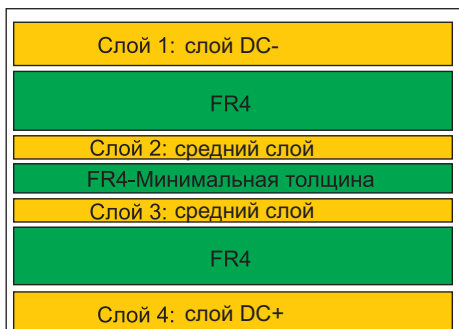 Слой 1: слой DC-
FR4
Слой 2: средний слой
FR4-Минимальная толщина
Слой 3: средний слой
FR4
Слой 4: слой DC+